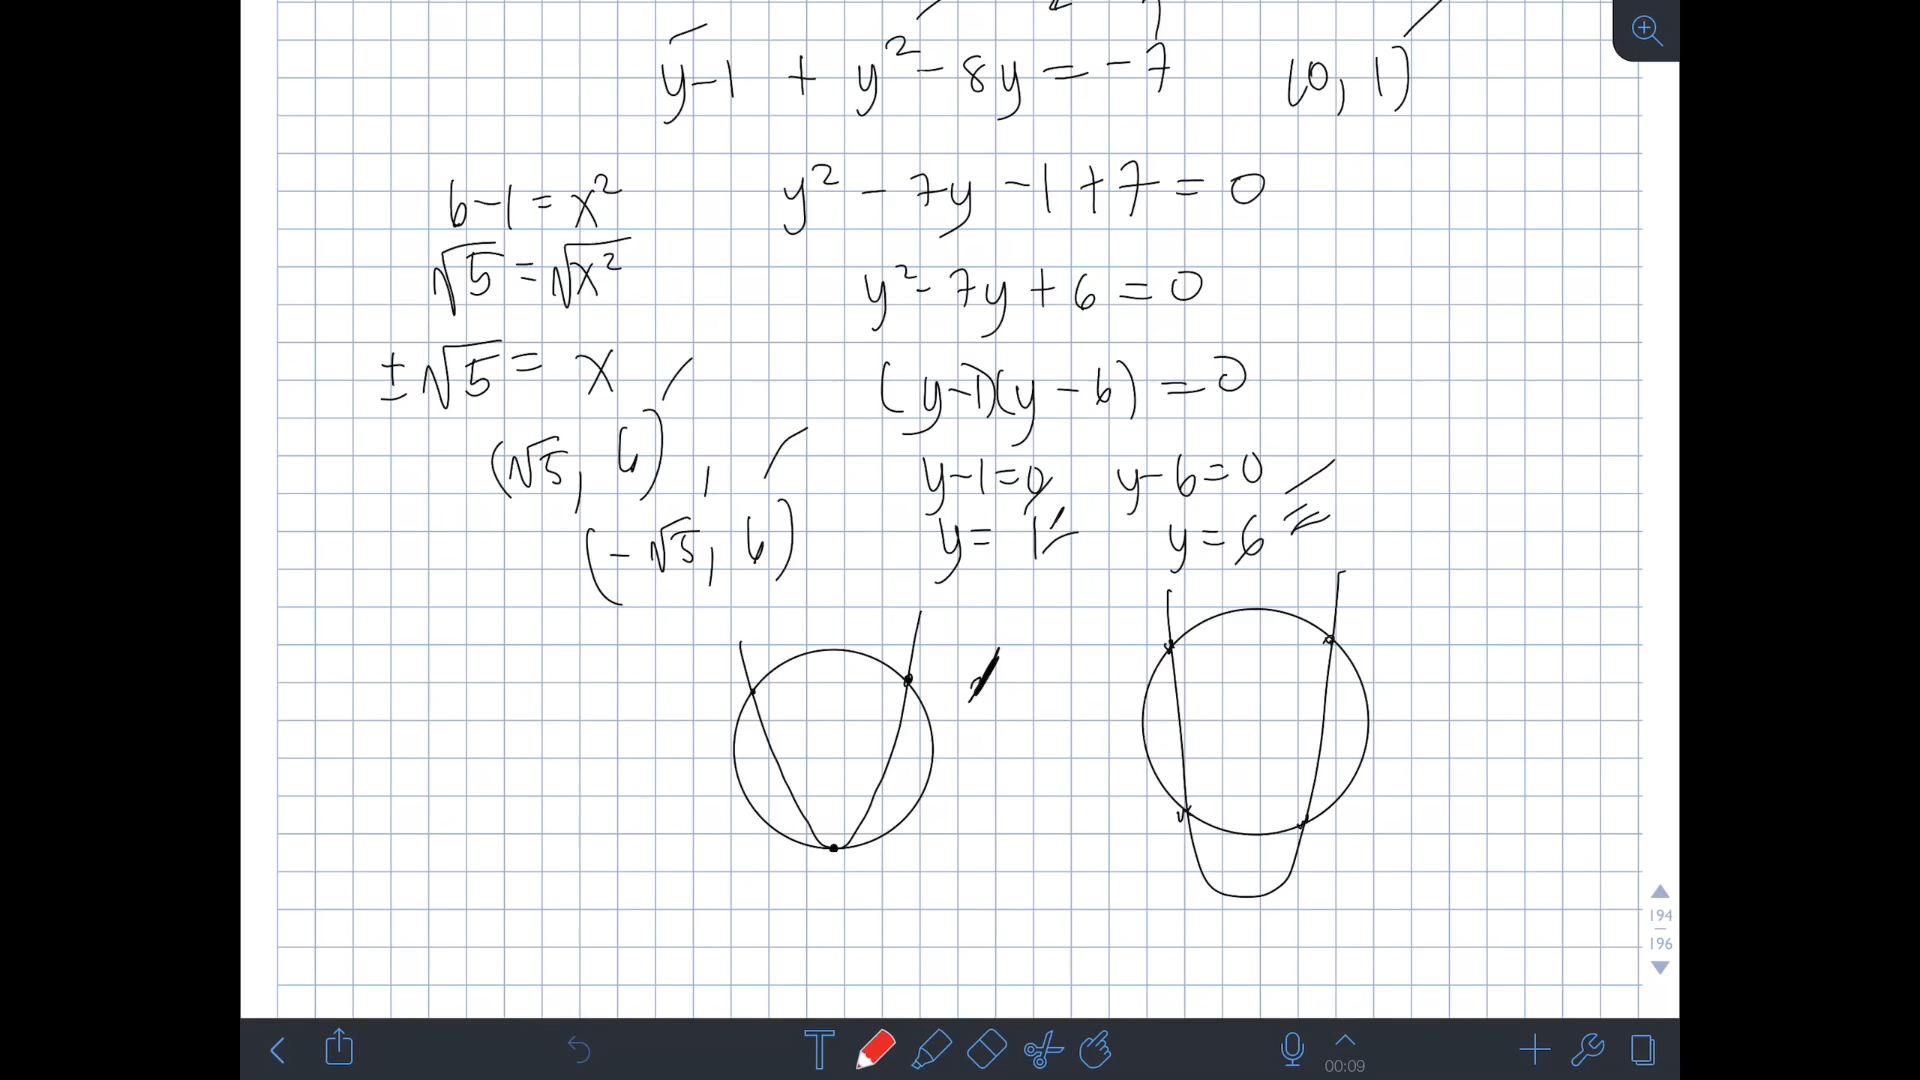 y-1 + y²-8y = -7 (0, 1)
6-1 = x²
y² - 7y -1+7 = 0
√5 = √x²
y²-7y+6 = 0
±√5 = x
(y-1)(y-6) = 0
(√5, 6),
y-1=0 y-6=0
(-√5, 6)
y= 1 y=6
194
196
T
00:09